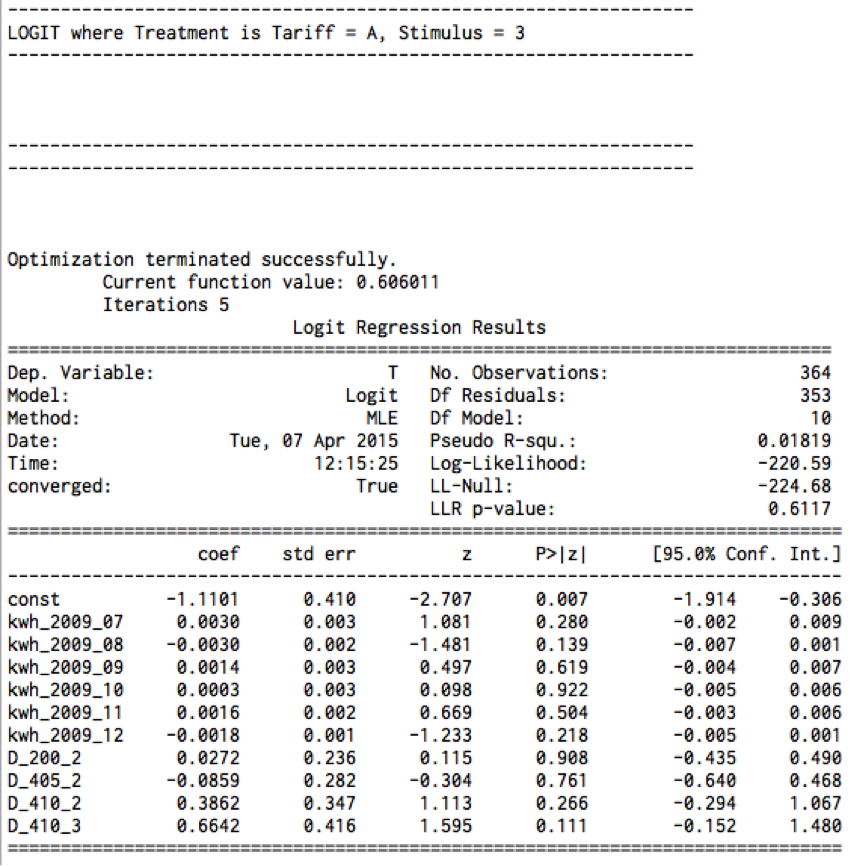 -----------------------------------------------------------------
LOGIT where Treatment is Tariff = A, Stimulus = 3
-----------------------------------------------------------------
-----------------------------------------------------------------
-----------------------------------------------------------------
Optimization terminated successfully.
         Current function value: 0.606011
         Iterations 5
                           Logit Regression Results
==============================================================================
Dep. Variable:                      T   No. Observations:                  364
Model:                          Logit   Df Residuals:                      353
Method:                           MLE   Df Model:                           10
Date:                Tue, 07 Apr 2015   Pseudo R-squ.:                 0.01819
Time:                        12:15:25   Log-Likelihood:                -220.59
converged:                       True   LL-Null:                       -224.68
                                        LLR p-value:                    0.6117
===============================================================================
                  coef    std err          z      P>|z|      [95.0% Conf. Int.]
-------------------------------------------------------------------------------
const          -1.1101      0.410     -2.707      0.007        -1.914    -0.306
kwh_2009_07     0.0030      0.003      1.081      0.280        -0.002     0.009
kwh_2009_08    -0.0030      0.002     -1.481      0.139        -0.007     0.001
kwh_2009_09     0.0014      0.003      0.497      0.619        -0.004     0.007
kwh_2009_10     0.0003      0.003      0.098      0.922        -0.005     0.006
kwh_2009_11     0.0016      0.002      0.669      0.504        -0.003     0.006
kwh_2009_12    -0.0018      0.001     -1.233      0.218        -0.005     0.001
D_200_2         0.0272      0.236      0.115      0.908        -0.435     0.490
D_405_2        -0.0859      0.282     -0.304      0.761        -0.640     0.468
D_410_2         0.3862      0.347      1.113      0.266        -0.294     1.067
D_410_3         0.6642      0.416      1.595      0.111        -0.152     1.480
===============================================================================